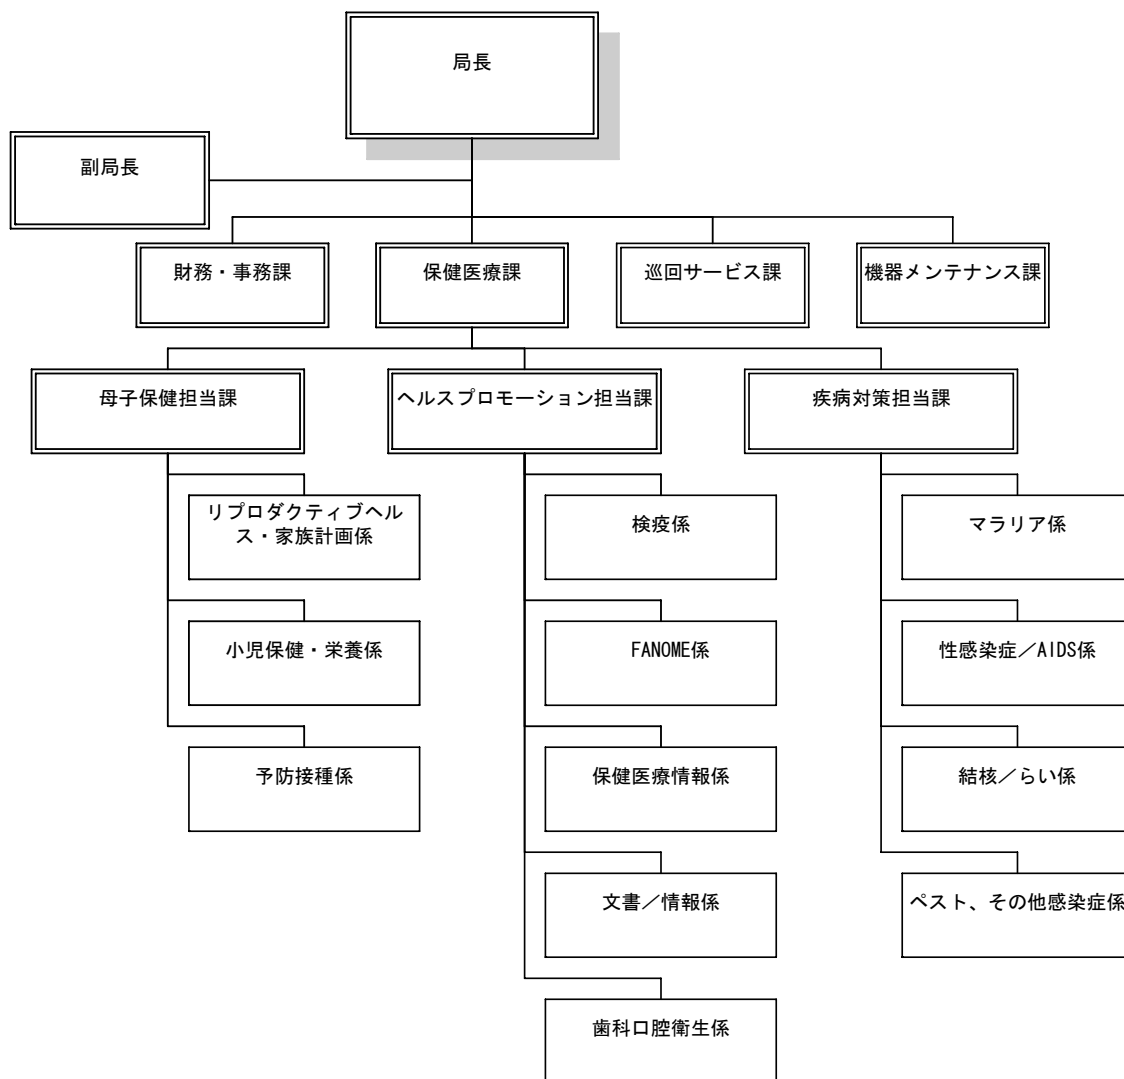 局長
副局長
財務・事務課
保健医療課
巡回サービス課
機器メンテナンス課
母子保健担当課
ヘルスプロモーション担当課
疾病対策担当課
リプロダクティブヘル
ス・家族計画係
検疫係
マラリア係
小児保健・栄養係
FANOME係
性感染症／AIDS係
予防接種係
保健医療情報係
結核／らい係
文書／情報係
ペスト、その他感染症係
歯科口腔衛生係